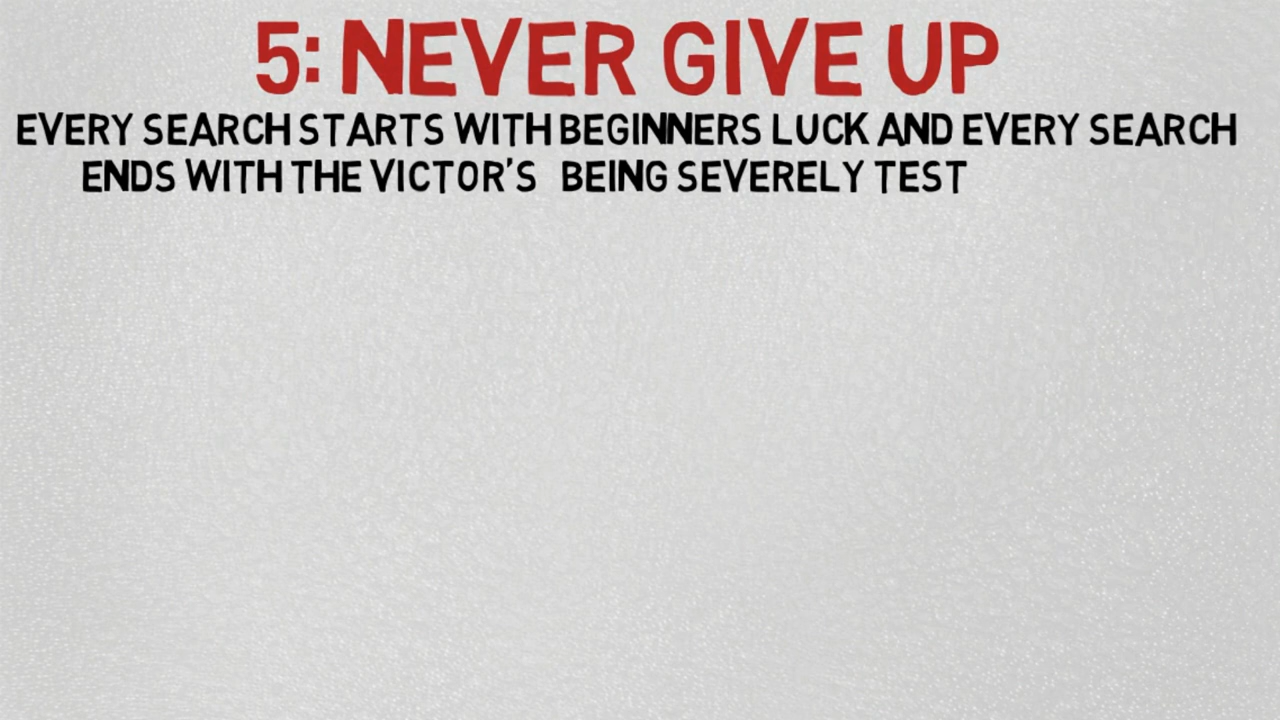 5: NEVER GIVE UP
EVERY SEARCH STARTS WITH BEGINNERS LUCK AND EVERY SEARCH
ENDS WITH THE VICTOR'S BEING SEVERELY TEST